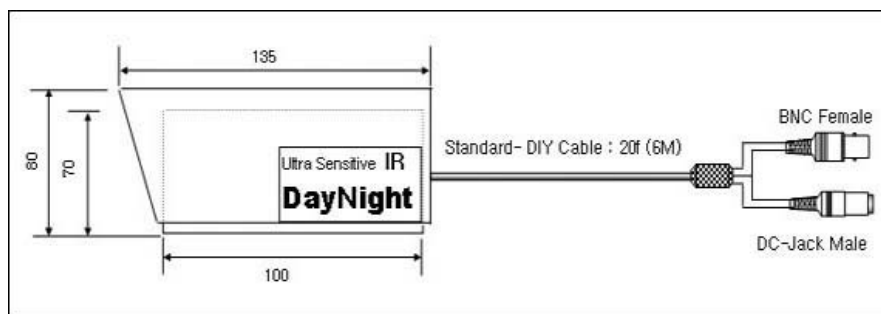 135
80
70
Ultra Sensitive IR
DayNight
100
Standard- DIY Cable : 20f (6M)
BNC Female
DC-Jack Male